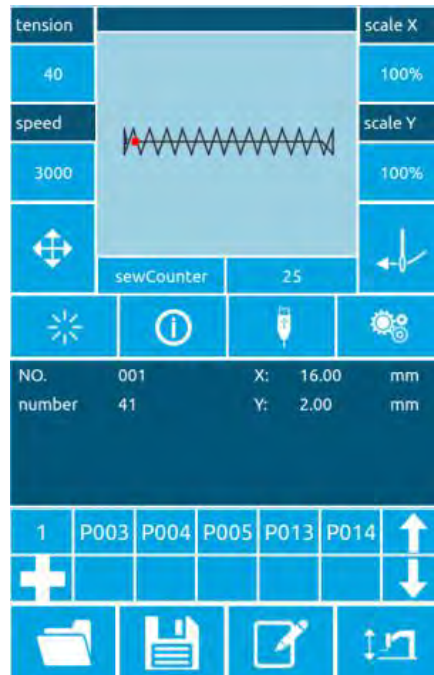 tension
scale X
40
100%
speed
scale Y
3000
100%
sewCounter 25
NO. 001 X: 16.00 mm
number 41 Y: 2.00 mm
1 P003 P004 P005 P013 P014